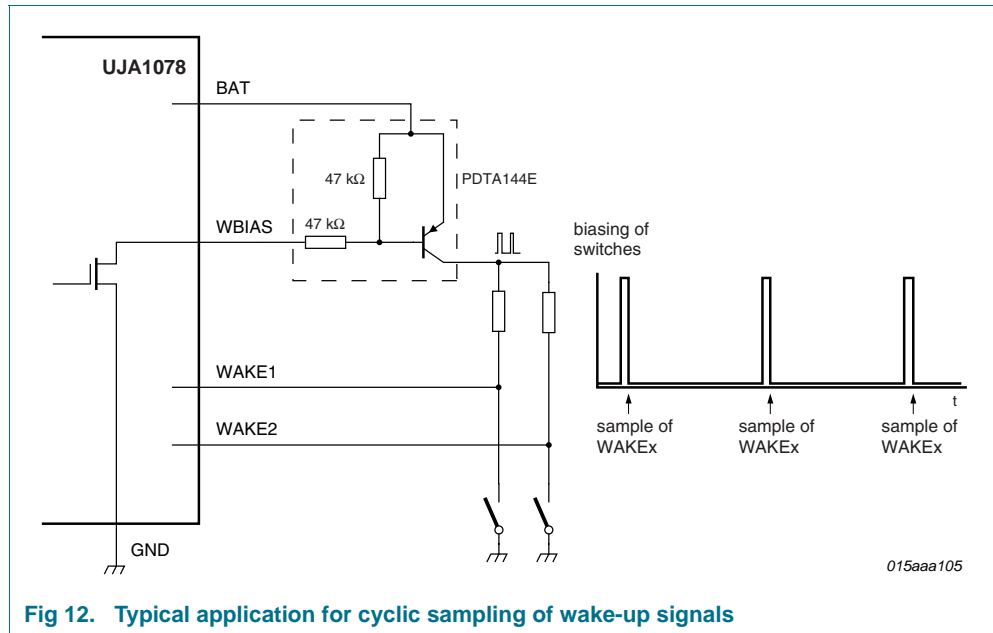 UJA1078
BAT
47 kΩ
PDTA144E
WBIAS
47 kΩ
biasing of
switches
WAKE1
t
sample of
WAKEx
sample of
WAKEx
sample of
WAKEx
WAKE2
GND
015aaa105
Fig 12. Typical application for cyclic sampling of wake-up signals